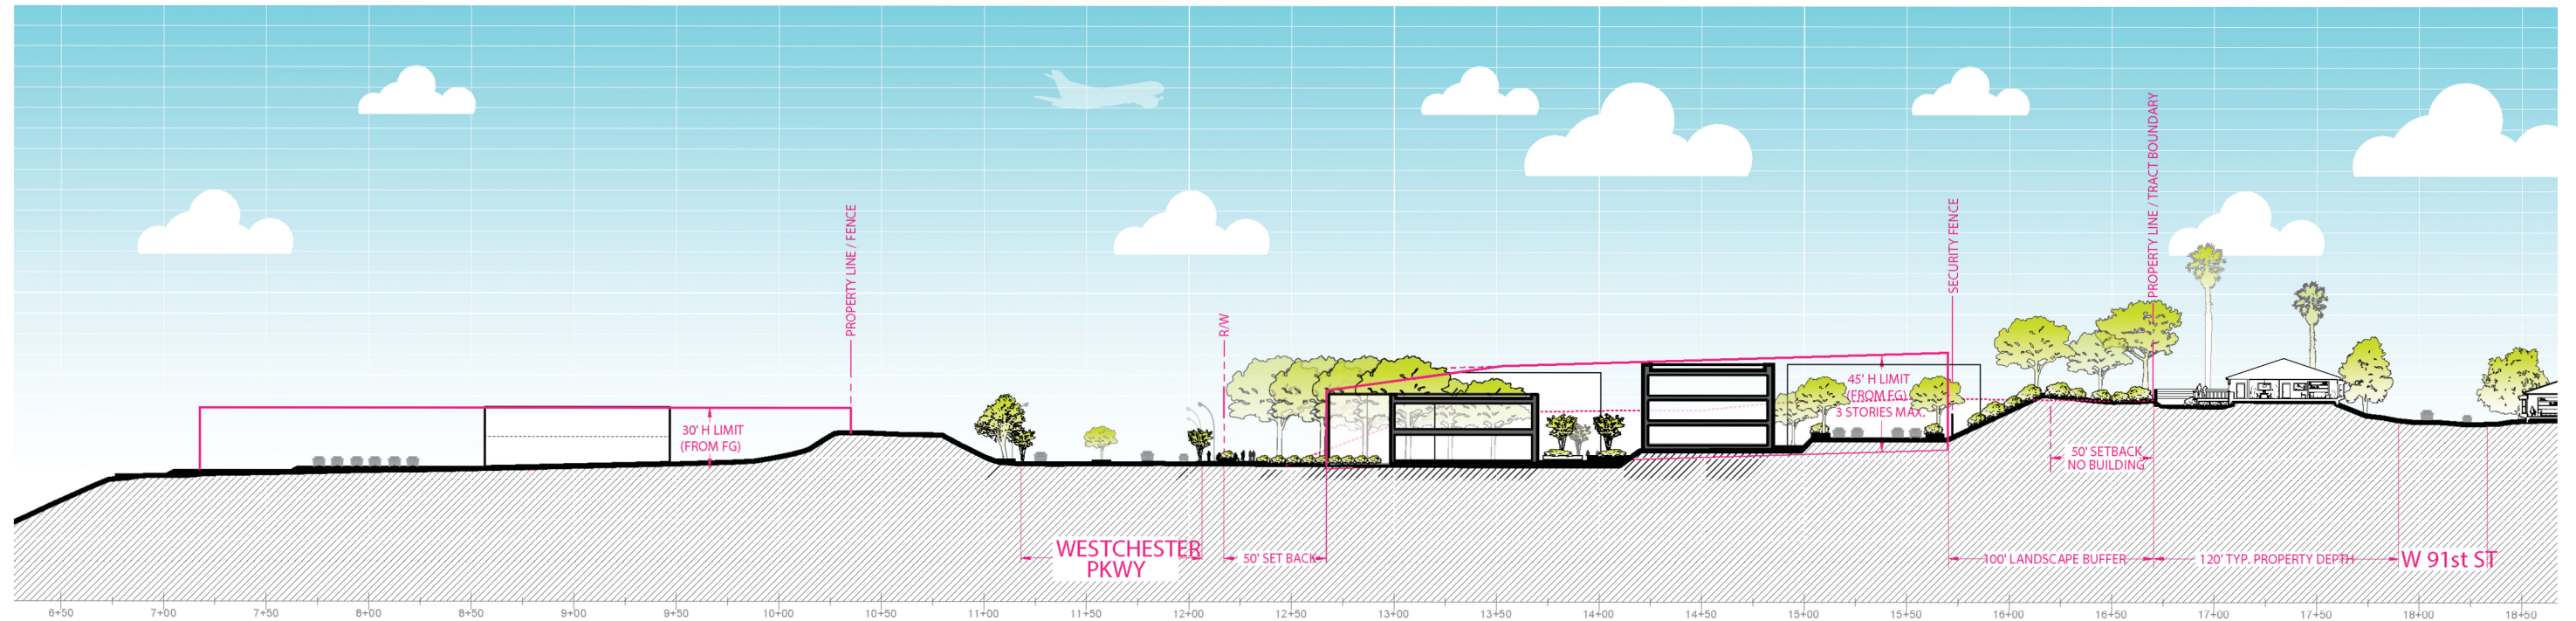 PROPERTY LINE / TRACT BOUNDARY
SECURITY FENCE
PROPERTY LINE / FENCE
R/W
45' H LIMIT
(FROM FG)
3 STORIES MAX.
30' H LIMIT
(FROM FG)
50' SETBACK
NO BUILDING
WESTCHESTER
PKWY
50' SET BACK
100' LANDSCAPE BUFFER
120' TYP. PROPERTY DEPTH
W 91st ST
6+50 7+00 7+50 8+00 8+50 9+00 9+50 10+00 10+50 11+00 11+50 12+00 12+50 13+00 13+50 14+00 14+50 15+00 15+50 16+00 16+50 17+00 17+50 18+00 18+50